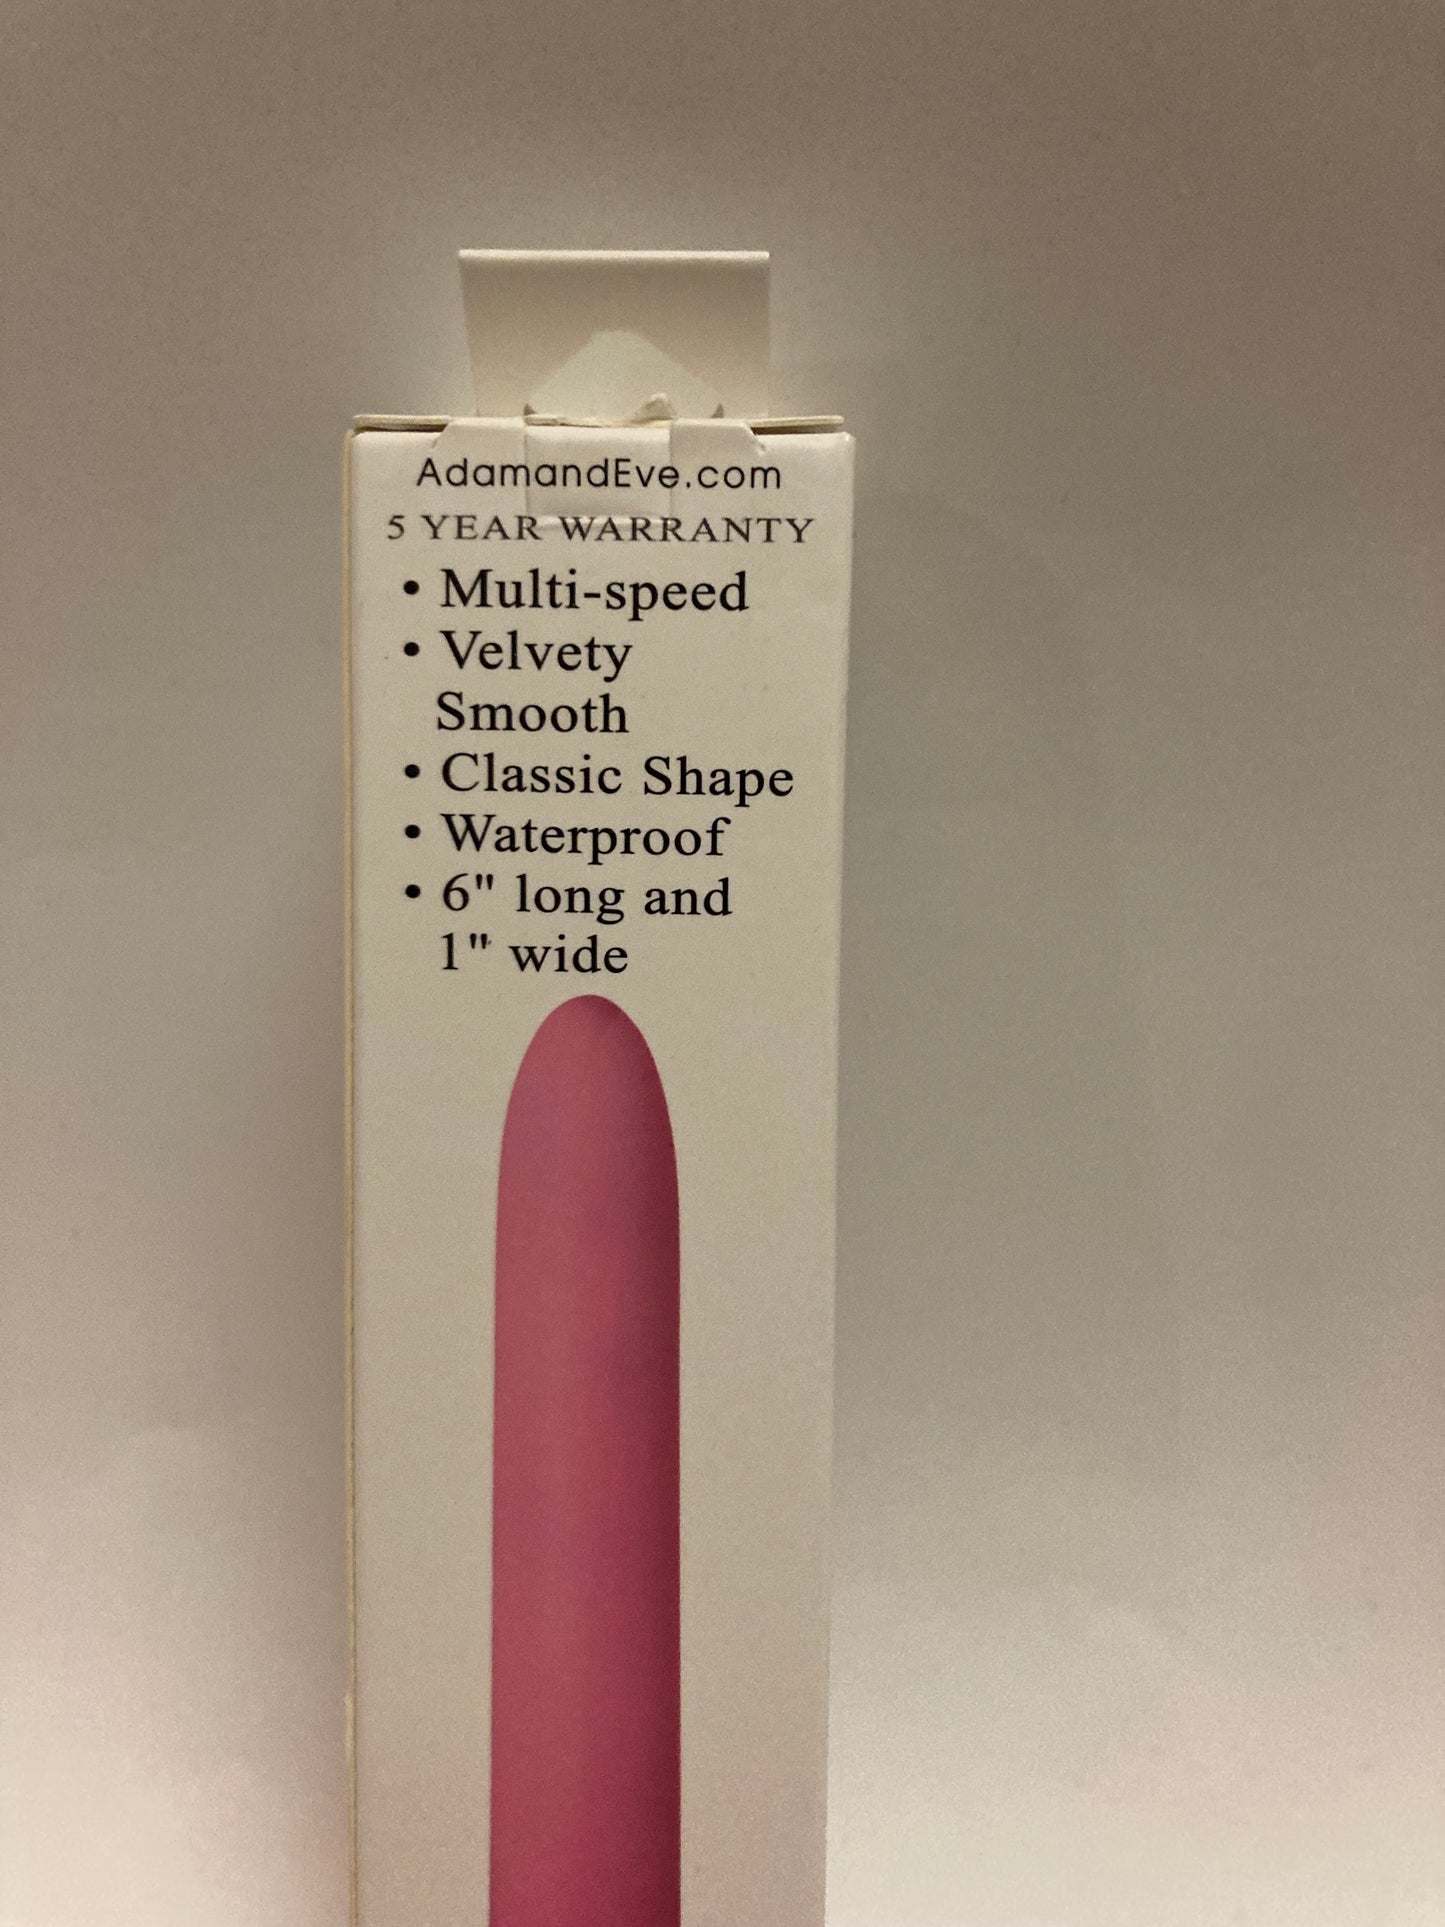 AdamandEve.com
5 YEAR WARRANTY
• Multi-speed
• Velvety
Smooth
• Classic Shape
• Waterproof
• 6" long and
1" wide